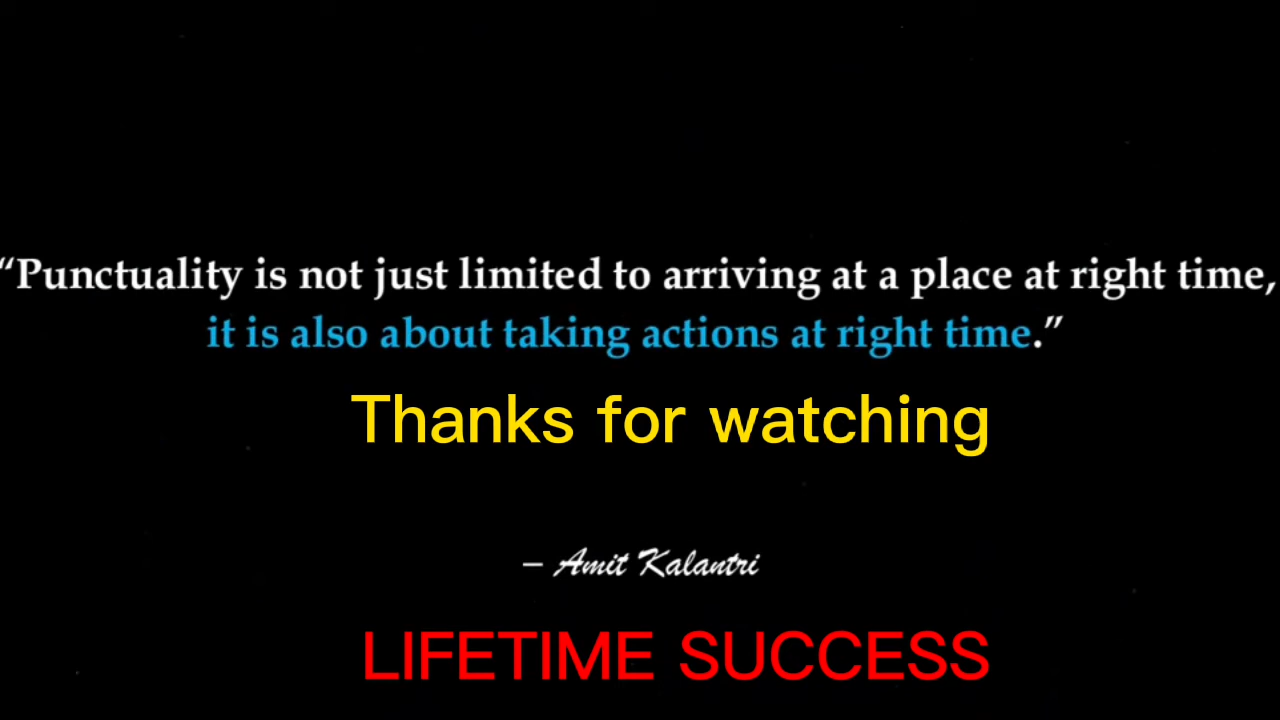 “Punctuality is not just limited to arriving at a place at right time,
it is also about taking actions at right time.”
Thanks for watching
– Amit Kalantri
LIFETIME SUCCESS